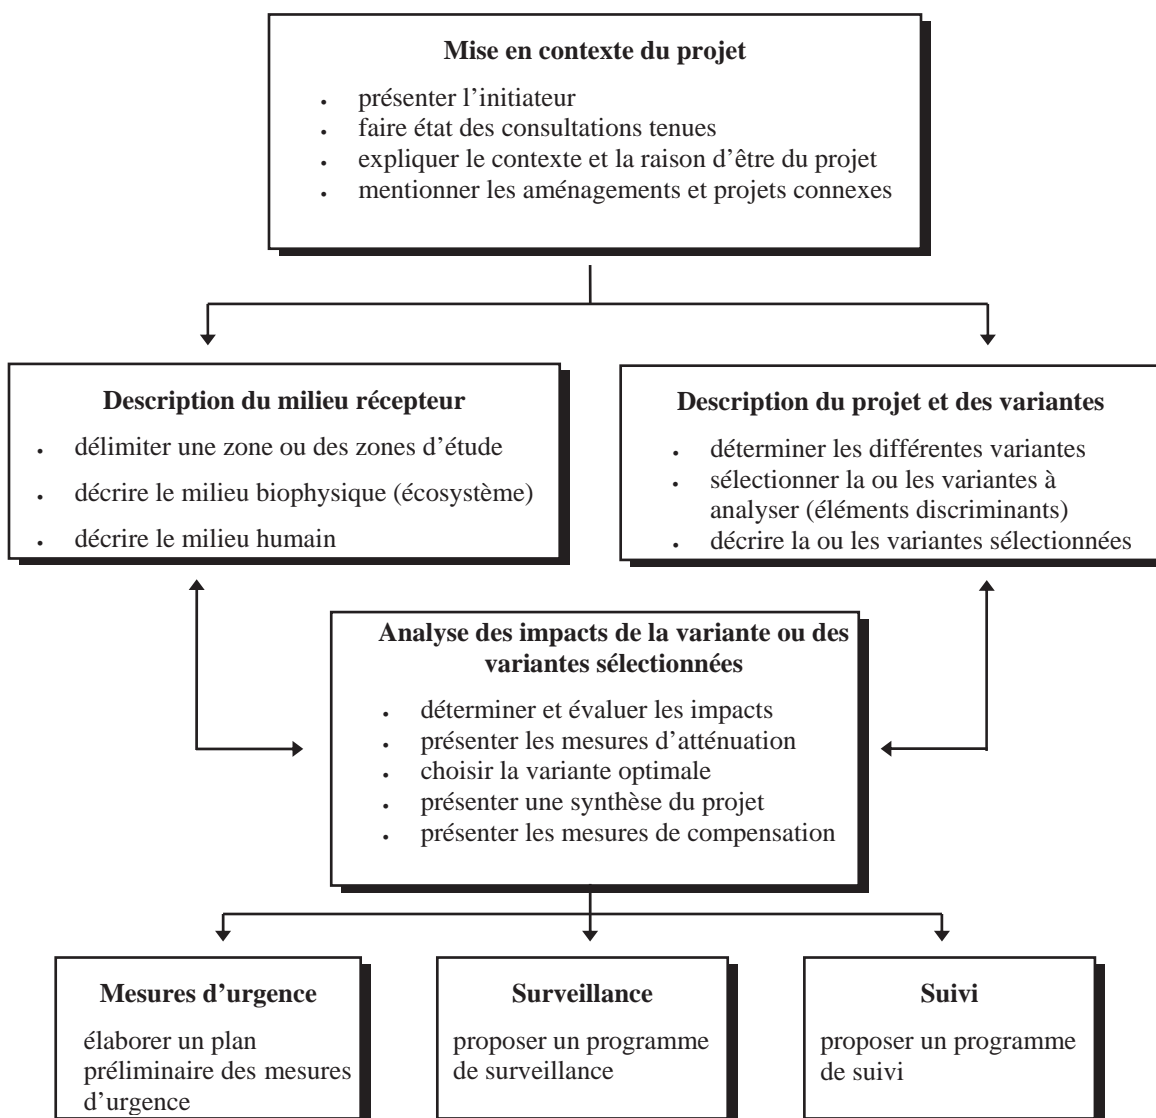 Mise en contexte du projet
• présenter l’initiateur
• faire état des consultations tenues
• expliquer le contexte et la raison d’être du projet
• mentionner les aménagements et projets connexes
Description du milieu récepteur
• délimiter une zone ou des zones d’étude
• décrire le milieu biophysique (écosystème)
• décrire le milieu humain
Description du projet et des variantes
• déterminer les différentes variantes
• sélectionner la ou les variantes à
analyser (éléments discriminants)
• décrire la ou les variantes sélectionnées
Analyse des impacts de la variante ou des
variantes sélectionnées
• déterminer et évaluer les impacts
• présenter les mesures d’atténuation
• choisir la variante optimale
• présenter une synthèse du projet
• présenter les mesures de compensation
Mesures d’urgence
élaborer un plan
préliminaire des mesures
d’urgence
Surveillance
proposer un programme
de surveillance
Suivi
proposer un programme
de suivi